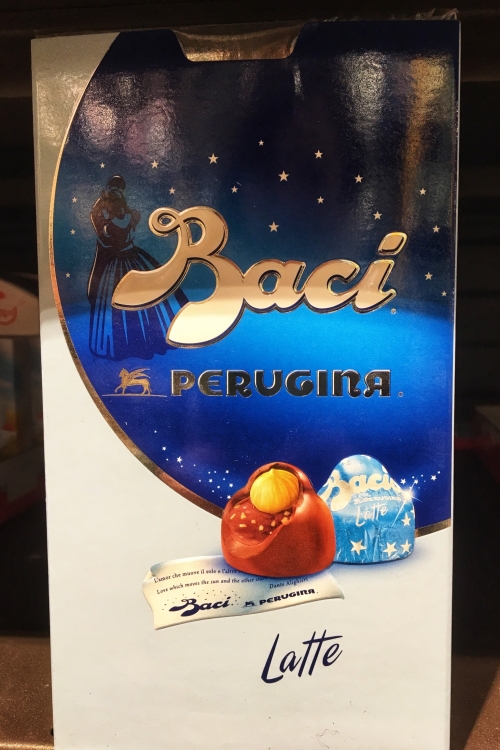 Baci
PERUGINA
Baci
Latte
L'amor che move il sole e l'altre
Love which moves the sun and the other
Dante Alighieri
Baci PERUGINA
Latte